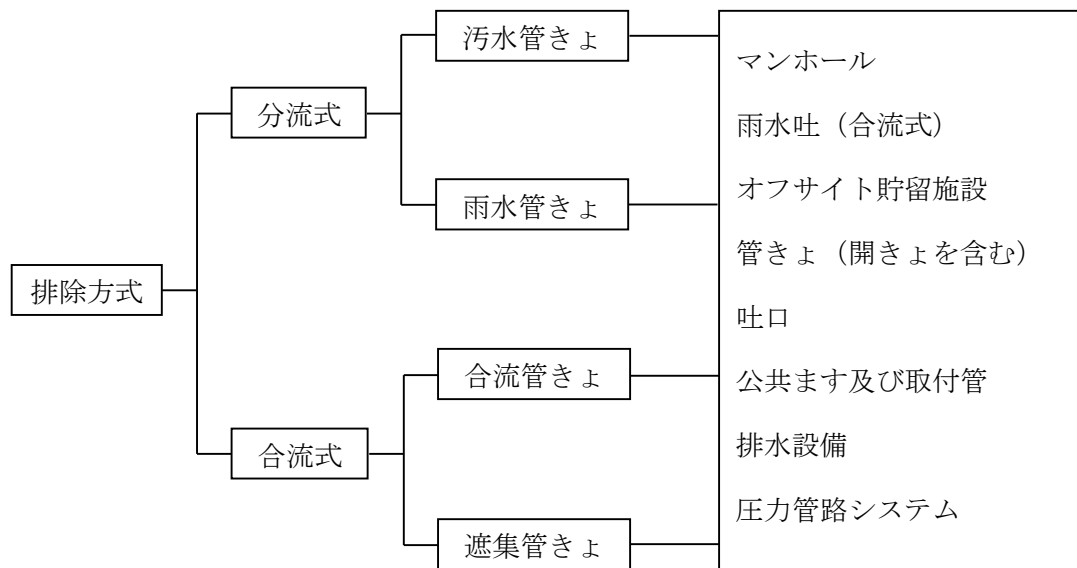 排除方式
分流式
汚水管きょ
雨水管きょ
合流式
合流管きょ
遮集管きょ
マンホール
雨水吐（合流式）
オフサイト貯留施設
管きょ（開きょを含む）
吐口
公共ます及び取付管
排水設備
圧力管路システム